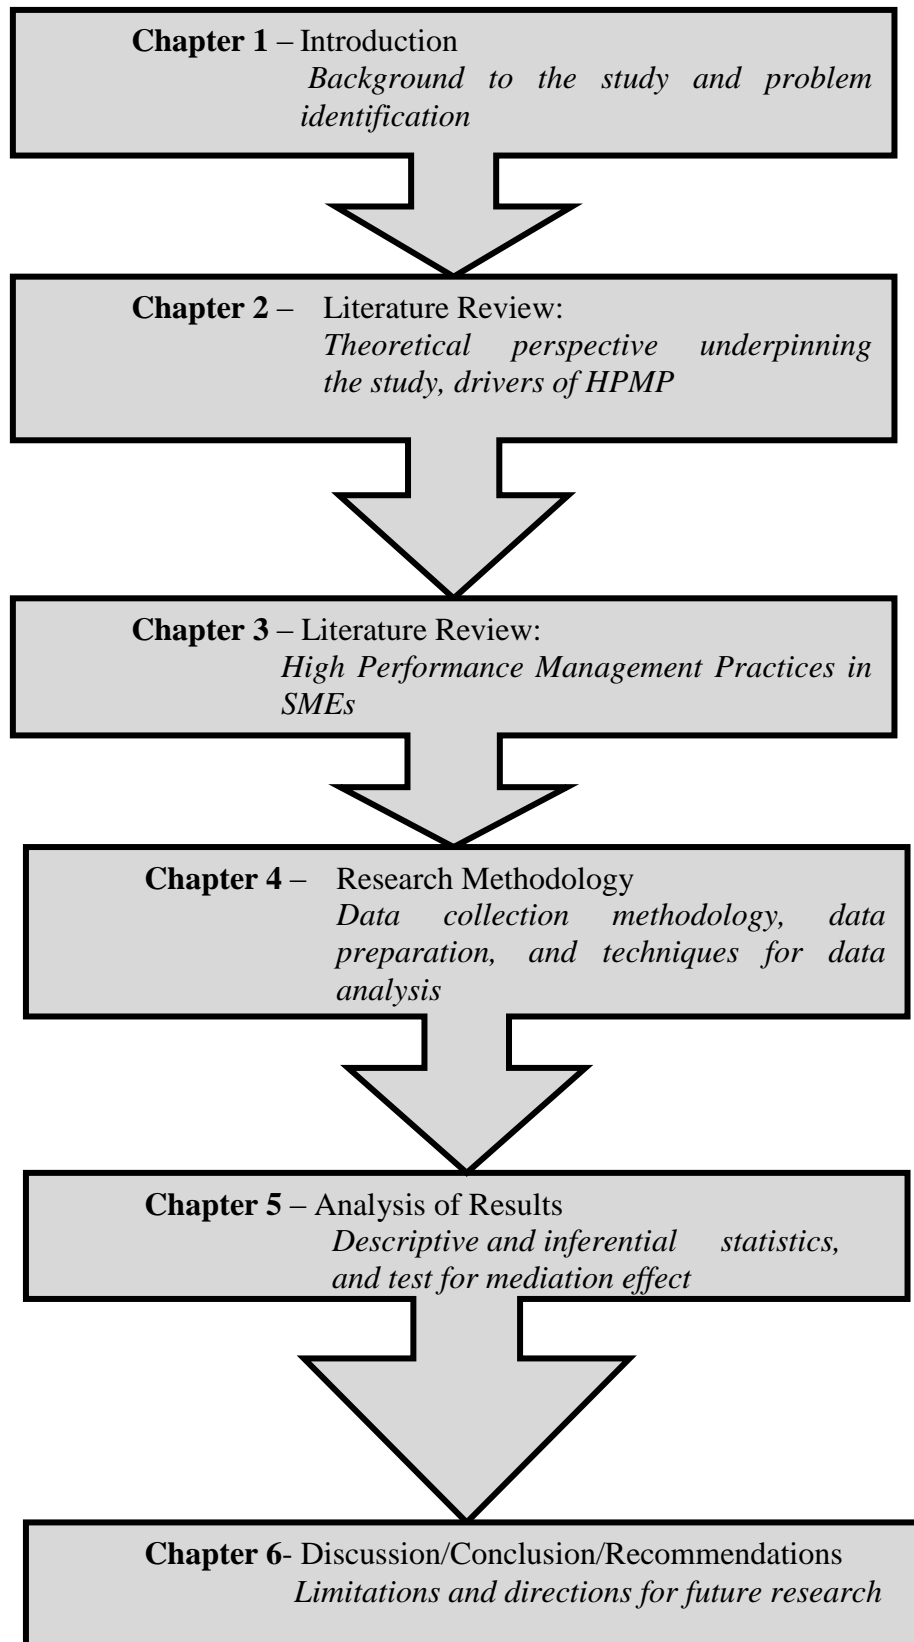 Chapter 1 – Introduction
Background to the study and problem
identification
Chapter 2 – Literature Review:
Theoretical perspective underpinning
the study, drivers of HPMP
Chapter 3 – Literature Review:
High Performance Management Practices in
SMEs
Chapter 4 – Research Methodology
Data collection methodology, data
preparation, and techniques for data
analysis
Chapter 5 – Analysis of Results
Descriptive and inferential statistics,
and test for mediation effect
Chapter 6- Discussion/Conclusion/Recommendations
Limitations and directions for future research